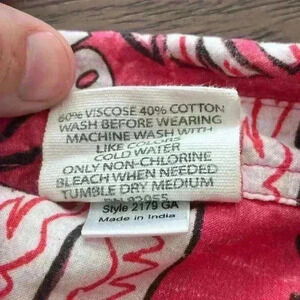 60% VISCOSE 40% COTTON
WASH BEFORE WEARING
MACHINE WASH WITH
LIKE COLORS
COLD WATER
ONLY NON-CHLORINE
BLEACH WHEN NEEDED
TUMBLE DRY MEDIUM
Style 2179 GA
Made in India